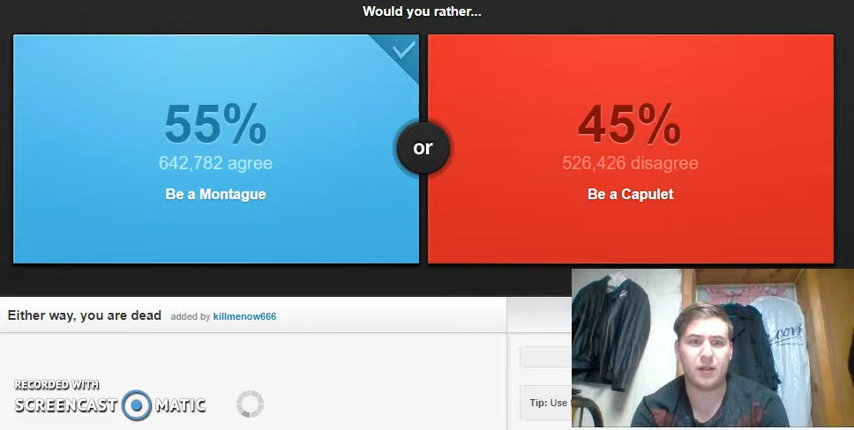 Would you rather...
55%
642,782 agree
Be a Montague
or
45%
526,426 disagree
Be a Capulet
Either way, you are dead added by killmenow666
RECORDED WITH
SCREENCAST MATIC
Tip: Use